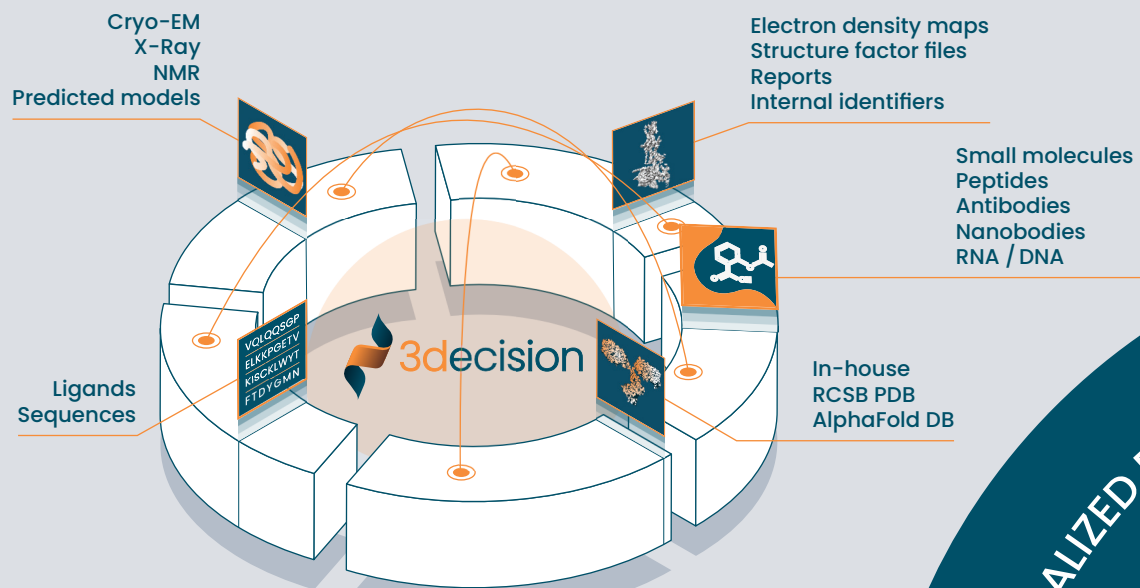 Cryo-EM
X-Ray
NMR
Predicted models
Electron density maps
Structure factor files
Reports
Internal identifiers
Small molecules
Peptides
Antibodies
Nanobodies
RNA / DNA
VQLQQSGP
ELKKPGETV
KISCKLWYT
FTDYGMN
3decision
Ligands
Sequences
In-house
RCSB PDB
AlphaFold DB